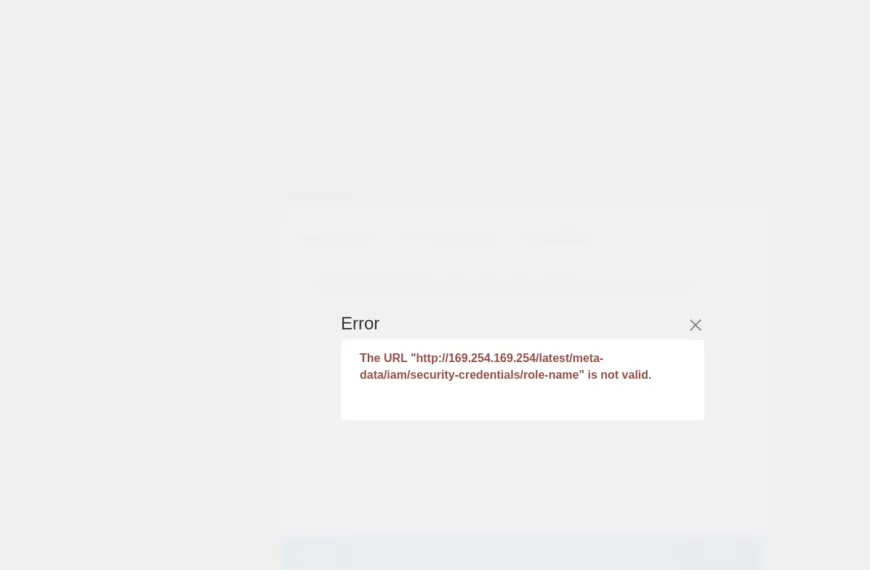 Error
The URL "http://169.254.169.254/latest/meta-
data/iam/security-credentials/role-name" is not valid.